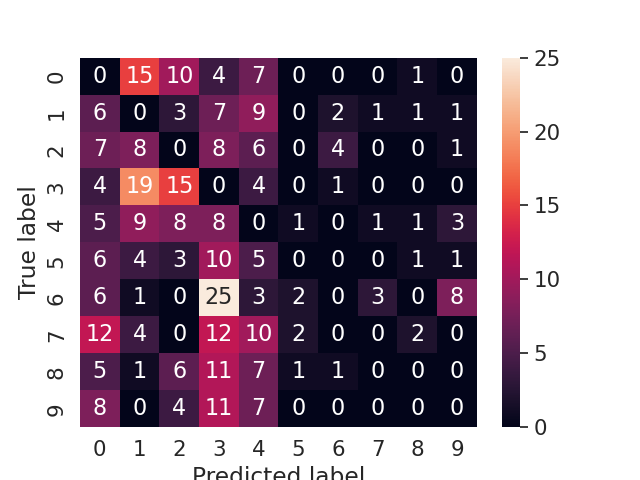 0 15 10 4 7 0 0 0 1 0
6 0 3 7 9 0 2 1 1 1
7 8 0 8 6 0 4 0 0 1
4 19 15 0 4 0 1 0 0 0
5 9 8 8 0 1 0 1 1 3
6 4 3 10 5 0 0 0 1 1
6 1 0 25 3 2 0 3 0 8
12 4 0 12 10 2 0 0 2 0
5 1 6 11 7 1 1 0 0 0
8 0 4 11 7 0 0 0 0 0
0 1 2 3 4 5 6 7 8 9
Predicted label
0
1
2
3
4
5
6
7
8
9
True label
25
20
15
10
5
0